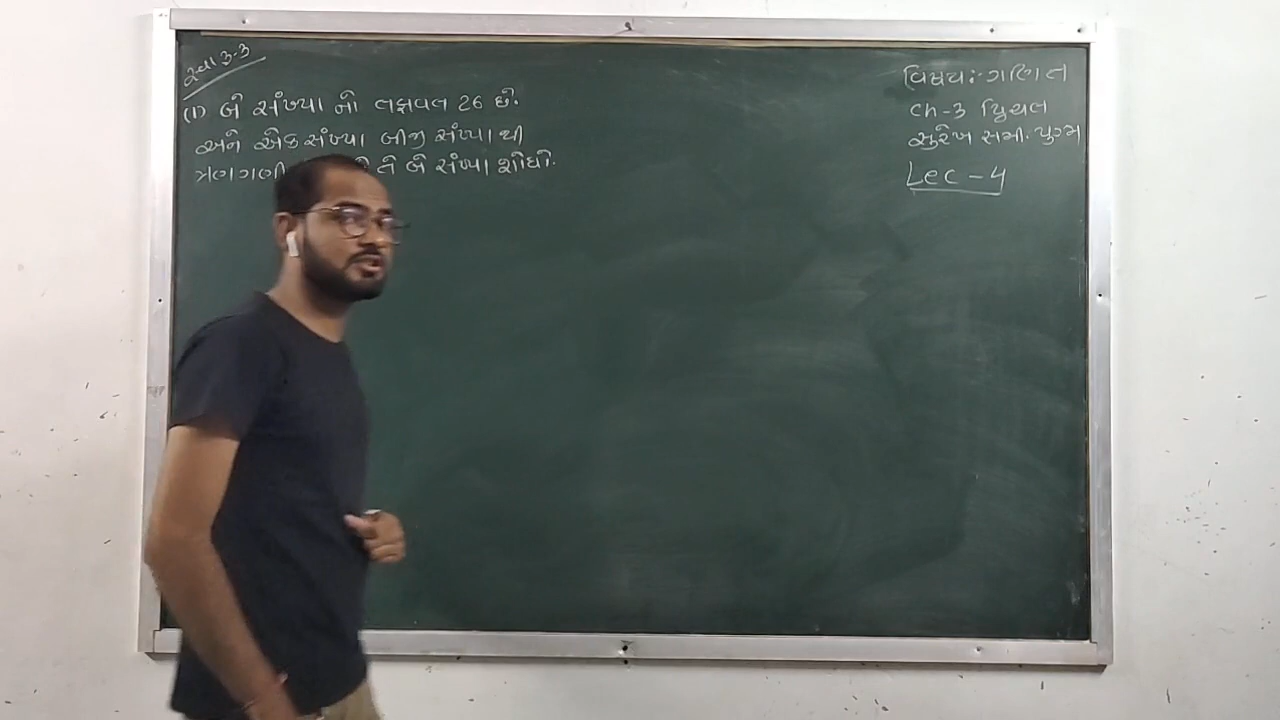 સ્વા 3.3
(1) બે સંખ્યા નો તફાવત 26 છે.
અને એક સંખ્યા બીજી સંખ્યા થી
ત્રણગણી તે બે સંખ્યા શોધો.
વિષય: ગણિત
Ch-3 દ્વિચલ
સુરેખ સમી. યુગ્મ
Lec - 4